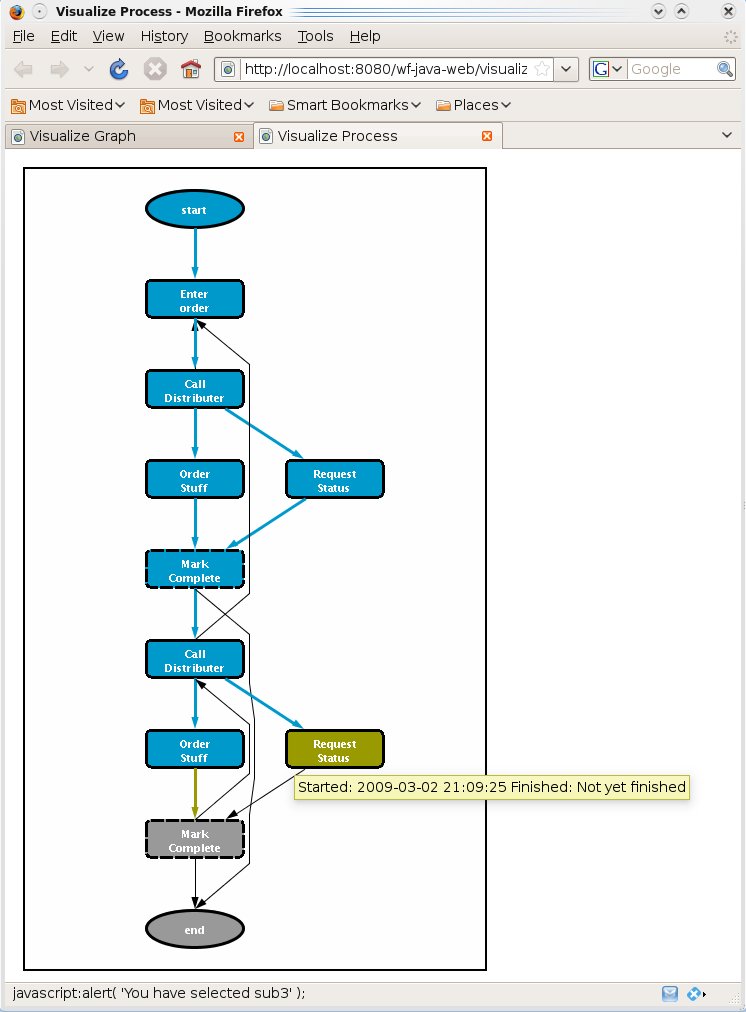 Visualize Process - Mozilla Firefox
File Edit View History Bookmarks Tools Help
http://localhost:8080/wf-java-web/visualiz G Google
Most Visited Most Visited Smart Bookmarks Places
Visualize Graph Visualize Process
start
Enter
order
Call
Distributer
Order
Stuff
Request
Status
Mark
Complete
Call
Distributer
Order
Stuff
Request
Status
Started: 2009-03-02 21:09:25 Finished: Not yet finished
Mark
Complete
end
javascript:alert( 'You have selected sub3' );